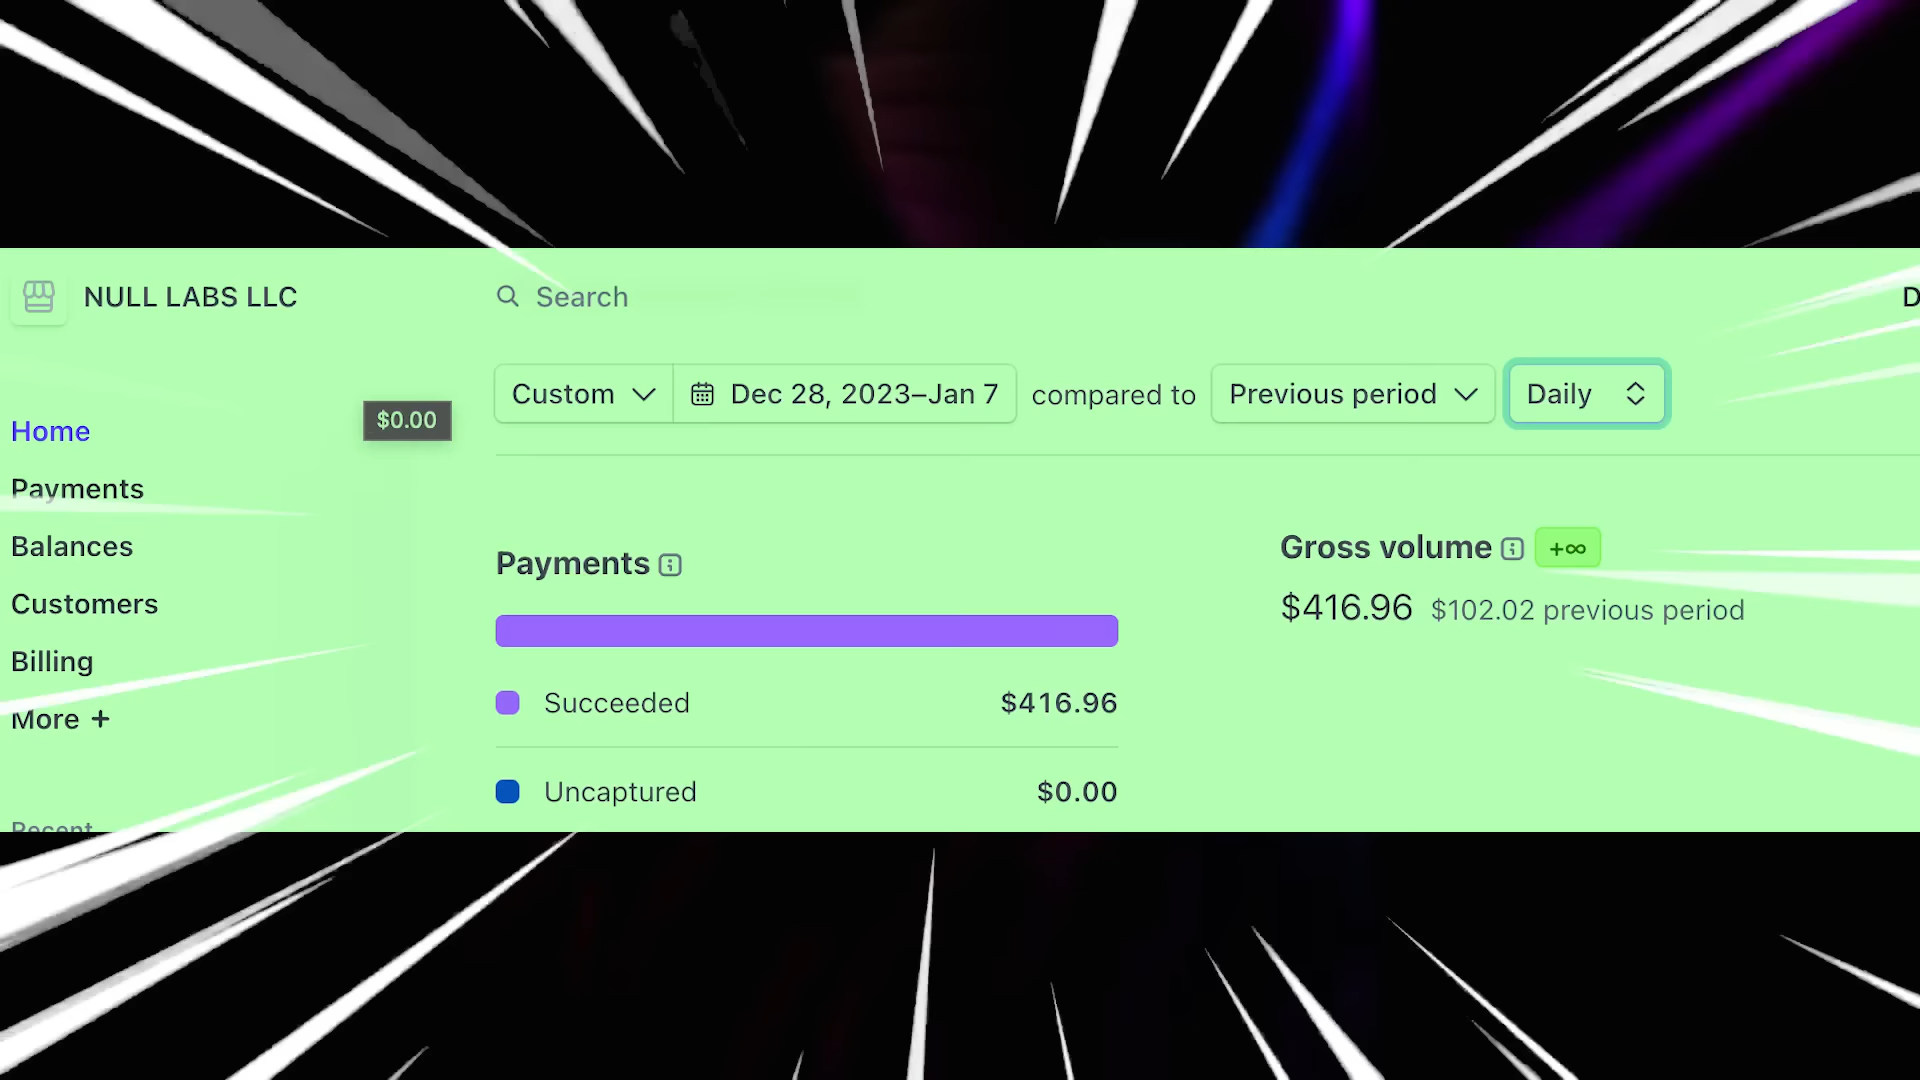 NULL LABS LLC
Search
D
Custom
Dec 28, 2023–Jan 7
compared to
Previous period
Daily
$0.00
Home
Payments
Balances
Customers
Billing
More +
Recent
Payments
Succeeded $416.96
Uncaptured $0.00
Gross volume +∞
$416.96 $102.02 previous period